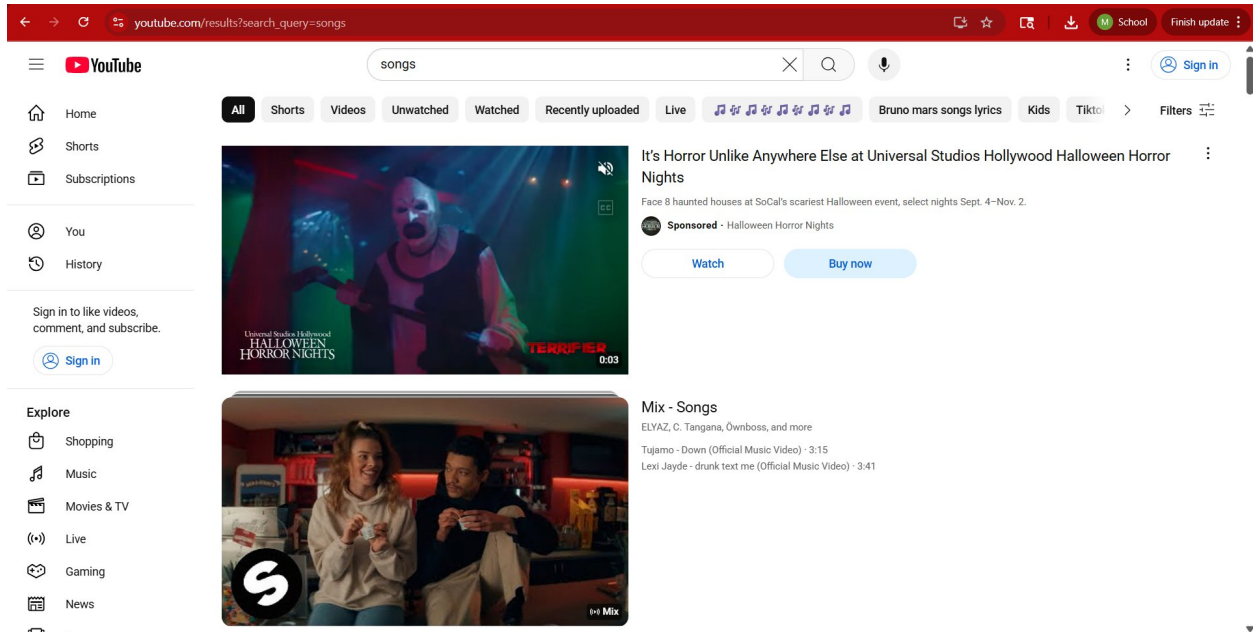 youtube.com/results?search_query=songs
M School
Finish update
YouTube
songs
Sign in
Home
Shorts
Subscriptions
You
History
Sign in to like videos,
comment, and subscribe.
Sign in
Explore
Shopping
Music
Movies & TV
Live
Gaming
News
All
Shorts
Videos
Unwatched
Watched
Recently uploaded
Live
Bruno mars songs lyrics
Kids
Tikto
Filters
CC
Universal Studios Hollywood
HALLOWEEN
HORROR NIGHTS
TERRIFIER
0:03
It's Horror Unlike Anywhere Else at Universal Studios Hollywood Halloween Horror
Nights
Face 8 haunted houses at SoCal's scariest Halloween event, select nights Sept. 4–Nov. 2.
Sponsored · Halloween Horror Nights
Watch
Buy now
Mix
Mix - Songs
ELYAZ, C. Tangana, Öwnboss, and more
Tujamo - Down (Official Music Video) · 3:15
Lexi Jayde - drunk text me (Official Music Video) · 3:41